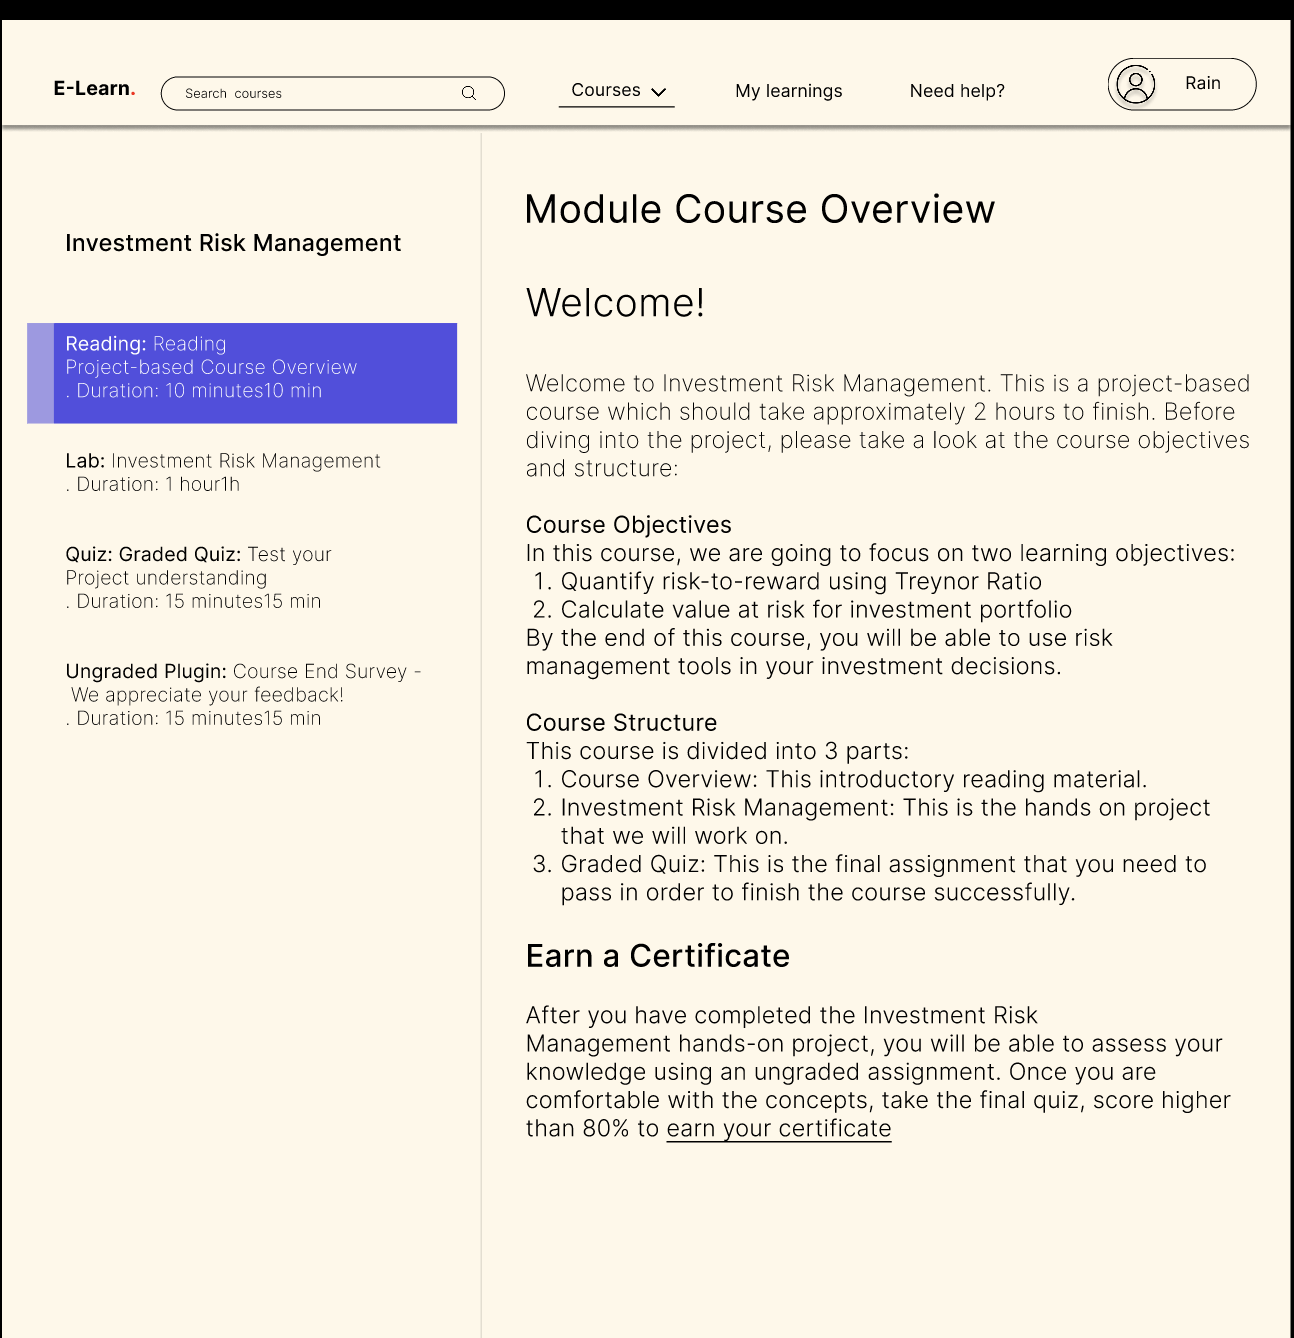 E-Learn.
Search courses
Courses
My learnings
Need help?
Rain
Investment Risk Management
Reading: Reading
Project-based Course Overview
. Duration: 10 minutes10 min
Lab: Investment Risk Management
. Duration: 1 hour1h
Quiz: Graded Quiz: Test your
Project understanding
. Duration: 15 minutes15 min
Ungraded Plugin: Course End Survey -
We appreciate your feedback!
. Duration: 15 minutes15 min
Module Course Overview
Welcome!
Welcome to Investment Risk Management. This is a project-based
course which should take approximately 2 hours to finish. Before
diving into the project, please take a look at the course objectives
and structure:
Course Objectives
In this course, we are going to focus on two learning objectives:
1. Quantify risk-to-reward using Treynor Ratio
2. Calculate value at risk for investment portfolio
By the end of this course, you will be able to use risk
management tools in your investment decisions.
Course Structure
This course is divided into 3 parts:
1. Course Overview: This introductory reading material.
2. Investment Risk Management: This is the hands on project
that we will work on.
3. Graded Quiz: This is the final assignment that you need to
pass in order to finish the course successfully.
Earn a Certificate
After you have completed the Investment Risk
Management hands-on project, you will be able to assess your
knowledge using an ungraded assignment. Once you are
comfortable with the concepts, take the final quiz, score higher
than 80% to earn your certificate